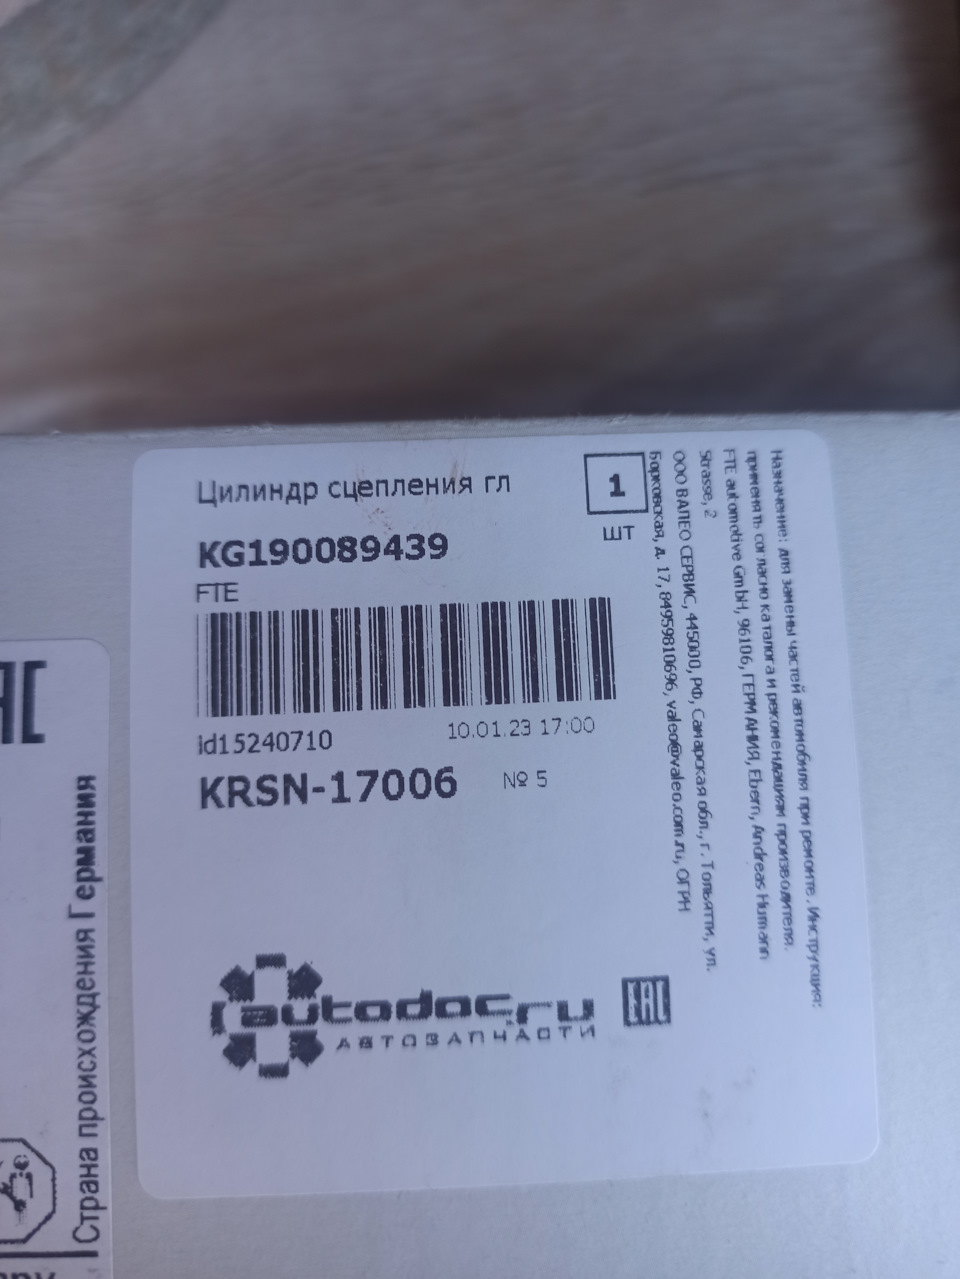 Цилиндр сцепления гл
1
шт
KG190089439
FTE
id15240710
10.01.23 17:00
KRSN-17006
№ 5
autodoc.ru
АВТОЗАПЧАСТИ
EAC
Назначение: для замены частей автомобиля при ремонте. Инструкция:
применять согласно каталога и рекомендациям производителя.
FTE automotive GmbH, 96106, ГЕРМАНИЯ, Ebern, Andreas Humann
Strasse, 2
ООО ВАЛЕО СЕРВИС, 445000, РФ, Самарская обл., г. Тольятти, ул.
Борковская, д. 17, 84959810696, valeo@valeo.com.ru, ОГРН
Страна происхождения Германия